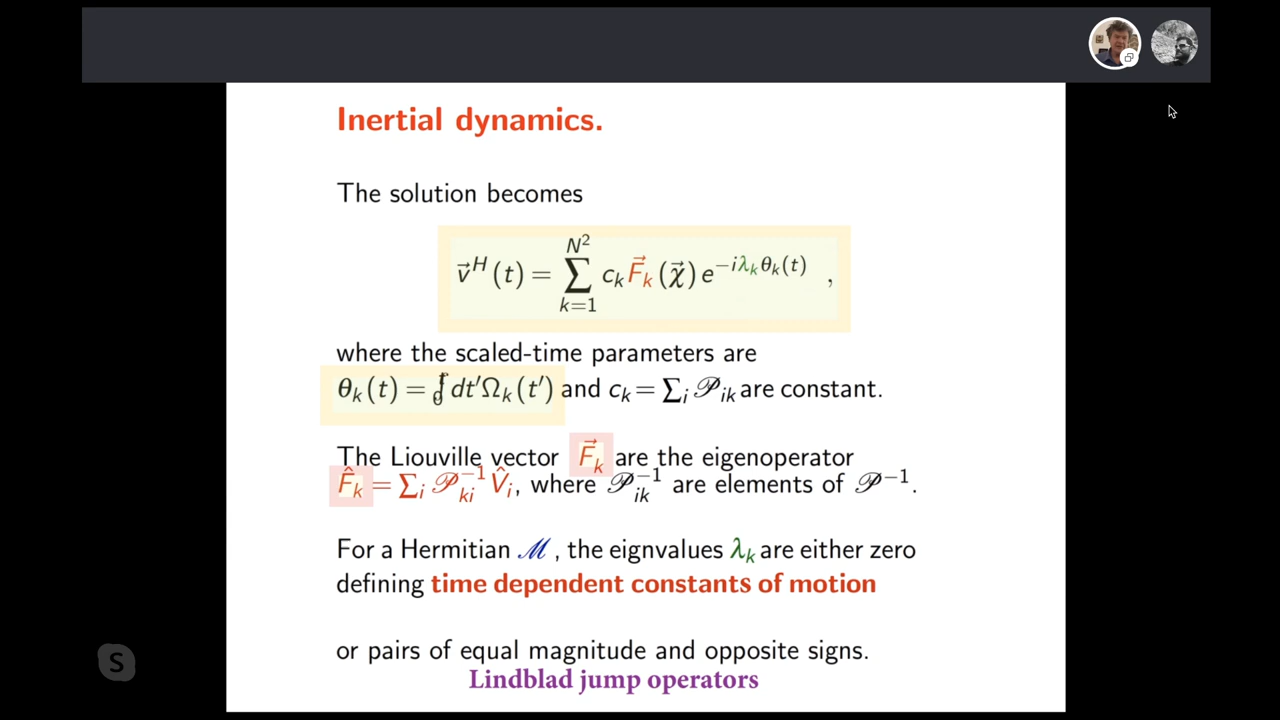 Inertial dynamics.
The solution becomes
$\vec{v}^H(t) = \sum_{k=1}^{N^2} c_k \vec{F}_k(\vec{\chi}) e^{-i\lambda_k\theta_k(t)}$ ,
where the scaled-time parameters are
$\theta_k(t) = \int_0^t dt'\Omega_k(t')$ and $c_k = \sum_i \mathscr{P}_{ik}$ are constant.
The Liouville vector $\vec{F}_k$ are the eigenoperator
$\hat{F}_k = \sum_i \mathscr{P}_{ki}^{-1} \hat{V}_i$, where $\mathscr{P}_{ik}^{-1}$ are elements of $\mathscr{P}^{-1}$.
For a Hermitian $\mathscr{M}$ , the eignvalues $\lambda_k$ are either zero
defining time dependent constants of motion
or pairs of equal magnitude and opposite signs.
Lindblad jump operators
S